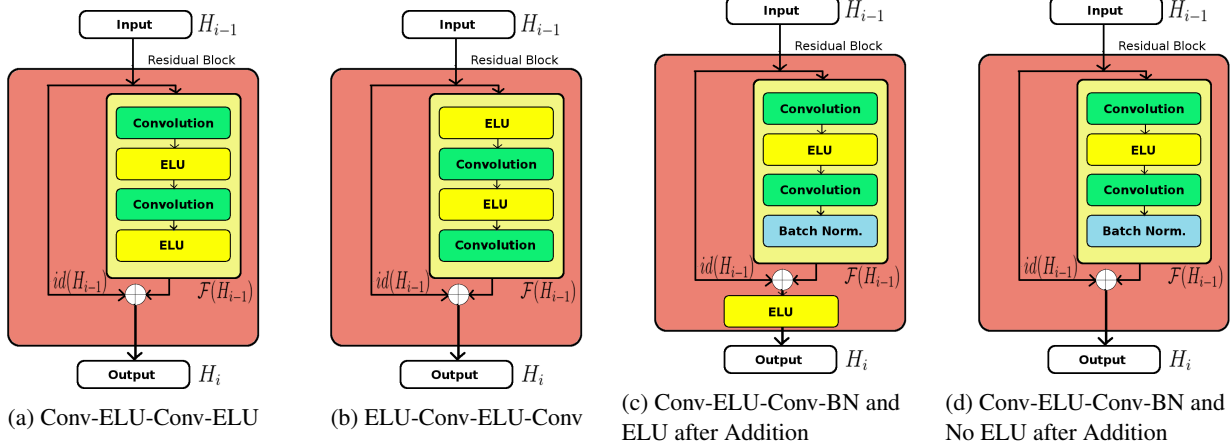 Input H_{i-1}
Residual Block
Convolution
ELU
Convolution
ELU
id(H_{i-1})
F(H_{i-1})
Output H_i
(a) Conv-ELU-Conv-ELU
Input H_{i-1}
Residual Block
ELU
Convolution
ELU
Convolution
id(H_{i-1})
F(H_{i-1})
Output H_i
(b) ELU-Conv-ELU-Conv
Input H_{i-1}
Residual Block
Convolution
ELU
Convolution
Batch Norm.
id(H_{i-1})
F(H_{i-1})
ELU
Output H_i
(c) Conv-ELU-Conv-BN and
ELU after Addition
Input H_{i-1}
Residual Block
Convolution
ELU
Convolution
Batch Norm.
id(H_{i-1})
F(H_{i-1})
Output H_i
(d) Conv-ELU-Conv-BN and
No ELU after Addition